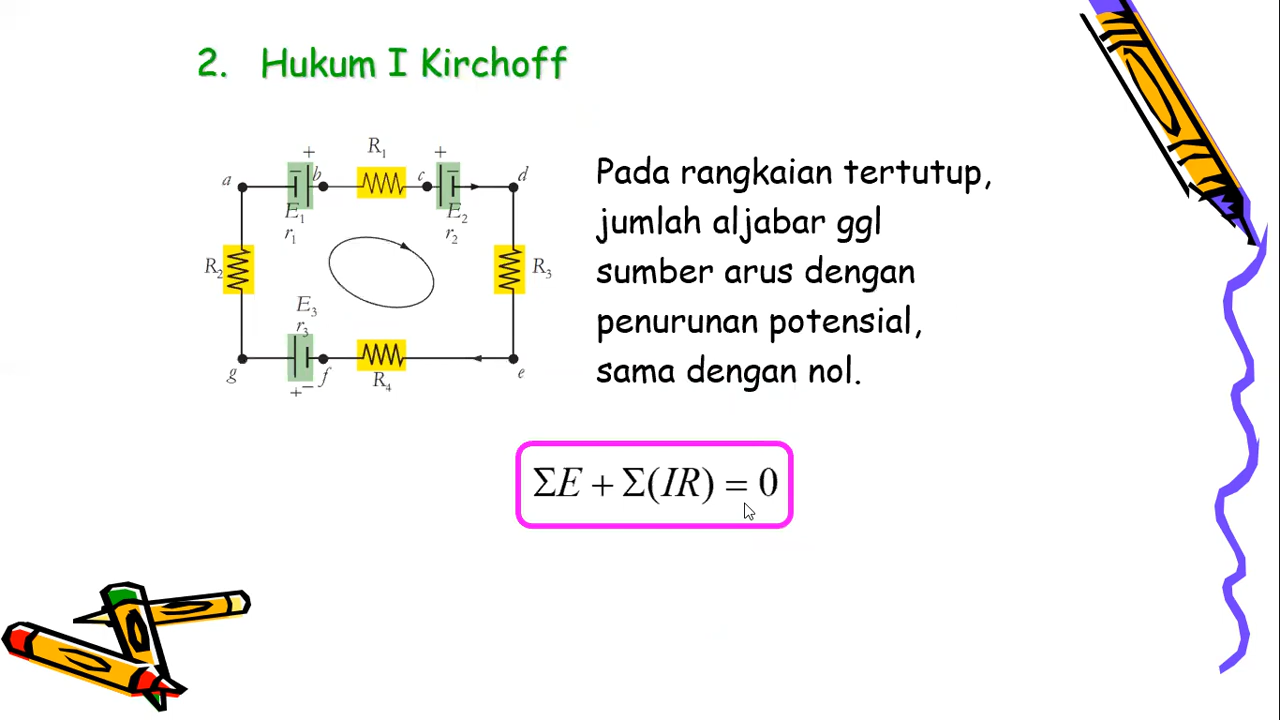 2. Hukum I Kirchoff
+ R₁ +
a − b c − d
E₁ E₂
r₁ r₂
R₂ R₃
E₃
r₃
g + − f R₄ e
Pada rangkaian tertutup,
jumlah aljabar ggl
sumber arus dengan
penurunan potensial,
sama dengan nol.
ΣE + Σ(IR) = 0